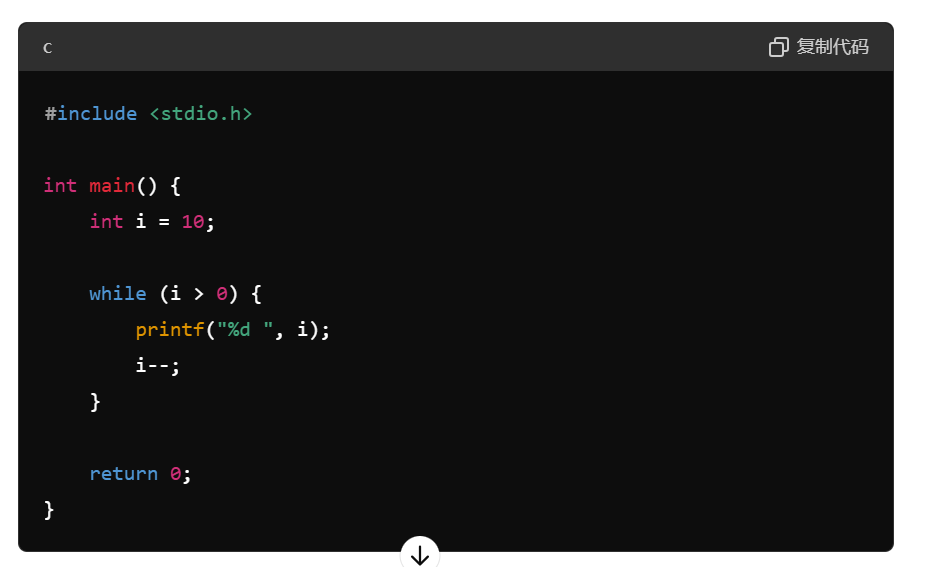 c
复制代码
#include <stdio.h>
int main() {
    int i = 10;
    while (i > 0) {
        printf("%d ", i);
        i--;
    }
    return 0;
}